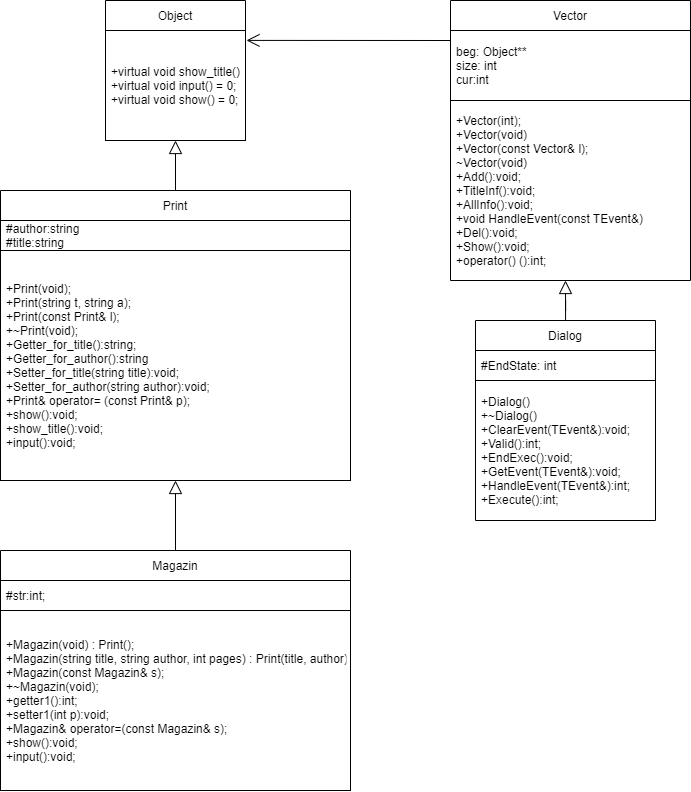 Object
+virtual void show_title()
+virtual void input() = 0;
+virtual void show() = 0;
Vector
beg: Object**
size: int
cur:int
+Vector(int);
+Vector(void)
+Vector(const Vector& l);
~Vector(void)
+Add():void;
+TitleInf():void;
+AllInfo():void;
+void HandleEvent(const TEvent&)
+Del():void;
+Show():void;
+operator() ():int;
Print
#author:string
#title:string
+Print(void);
+Print(string t, string a);
+Print(const Print& l);
+~Print(void);
+Getter_for_title():string;
+Getter_for_author():string
+Setter_for_title(string title):void;
+Setter_for_author(string author):void;
+Print& operator= (const Print& p);
+show():void;
+show_title():void;
+input():void;
Dialog
#EndState: int
+Dialog()
+~Dialog()
+ClearEvent(TEvent&):void;
+Valid():int;
+EndExec():void;
+GetEvent(TEvent&):void;
+HandleEvent(TEvent&):int;
+Execute():int;
Magazin
#str:int;
+Magazin(void) : Print();
+Magazin(string title, string author, int pages) : Print(title, author)
+Magazin(const Magazin& s);
+~Magazin(void);
+getter1():int;
+setter1(int p):void;
+Magazin& operator=(const Magazin& s);
+show():void;
+input():void;